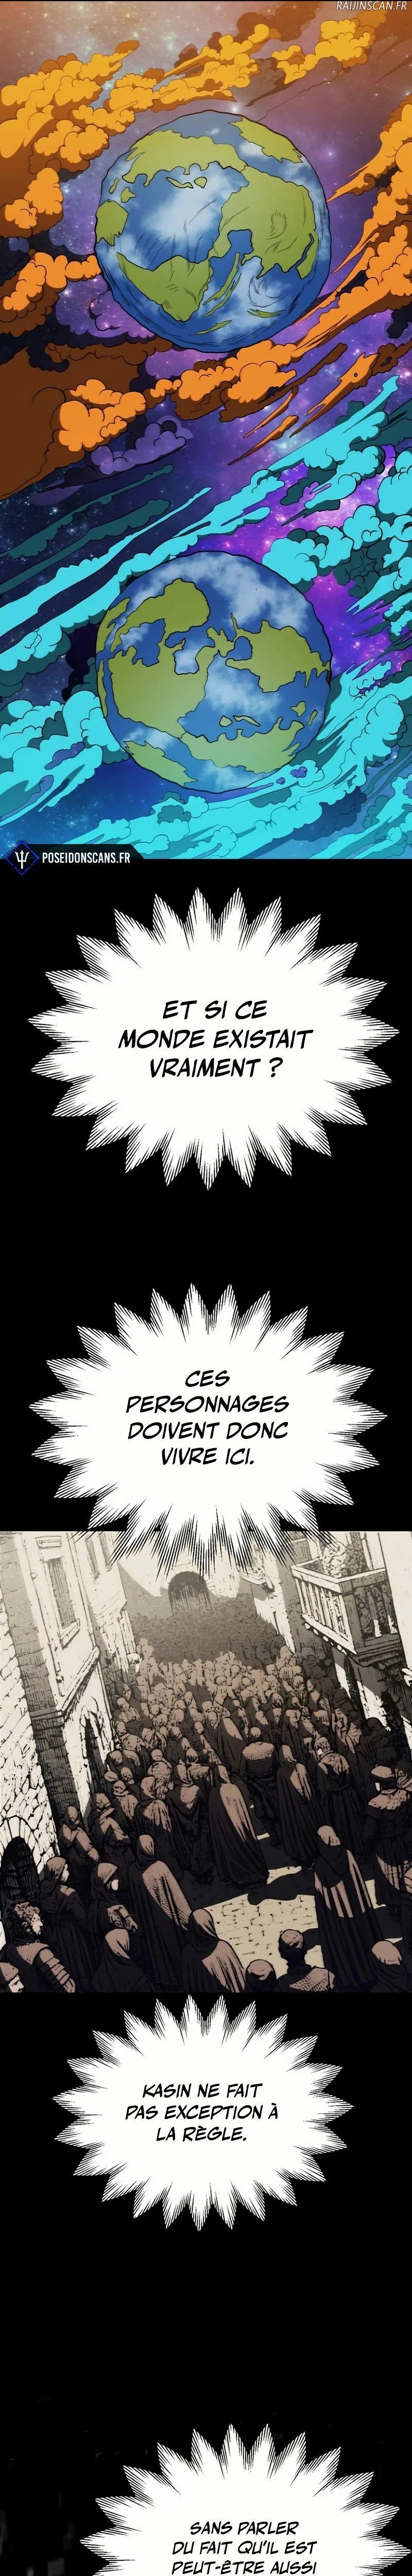 RAIJINSCAN.FR
POSEIDONSCANS.FR
ET SI CE
MONDE EXISTAIT
VRAIMENT ?
CES
PERSONNAGES
DOIVENT DONC
VIVRE ICI.
KASIN NE FAIT
PAS EXCEPTION À
LA RÈGLE.
SANS PARLER
DU FAIT QU'IL EST
PEUT-ÊTRE AUSSI